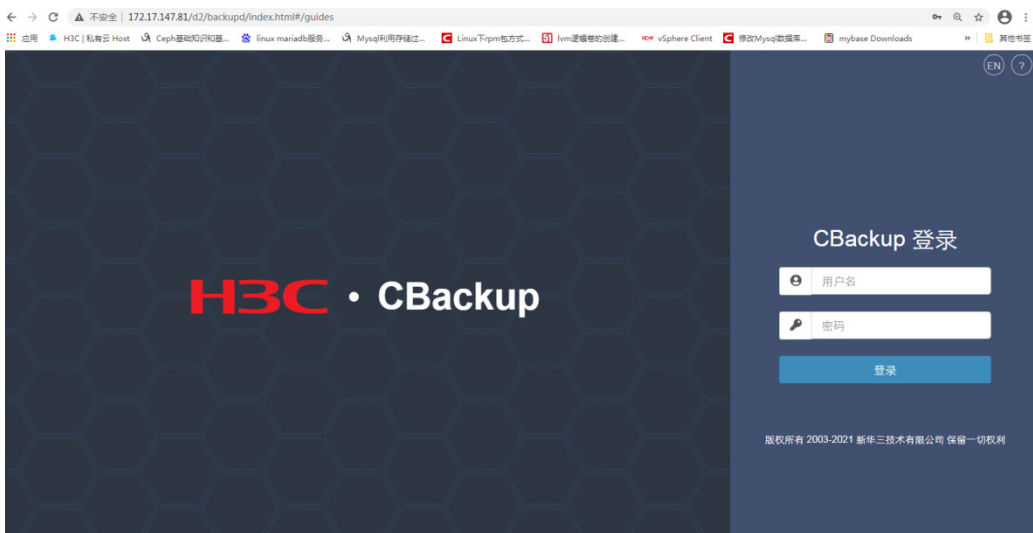 不安全 | 172.17.147.81/d2/backupd/index.html#/guides
应用 H3C | 私有云 Host Ceph基础知识和基... linux mariadb服务... Mysql利用存储过... Linux下rpm包方式... lvm逻辑卷的创建... vSphere Client 修改Mysql数据库... mybase Downloads » 其他书签
EN ?
CBackup 登录
用户名
H3C · CBackup
密码
登录
版权所有 2003-2021 新华三技术有限公司 保留一切权利